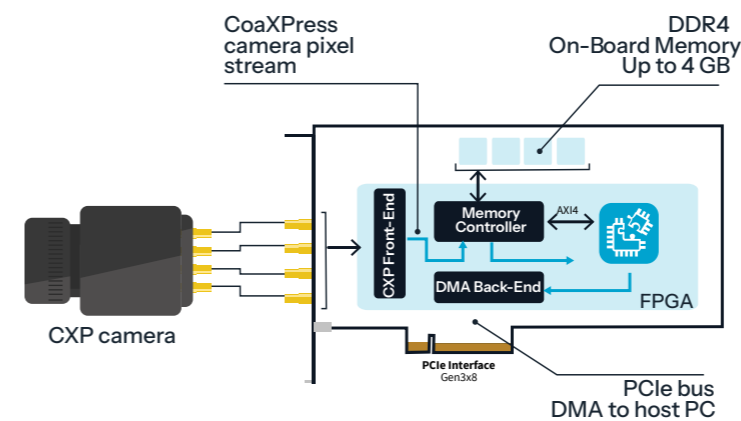 CoaXPress
camera pixel
stream
DDR4
On-Board Memory
Up to 4 GB
CXP Front-End
Memory
Controller
AXI4
DMA Back-End
FPGA
CXP camera
PCIe Interface
Gen3x8
PCIe bus
DMA to host PC